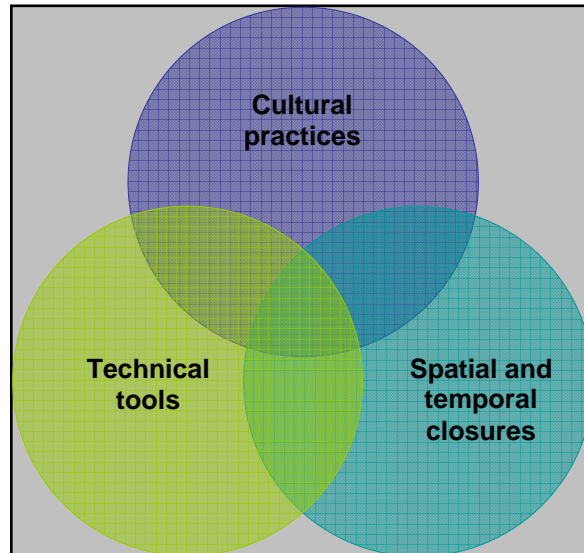 Cultural
practices
Technical
tools
Spatial and
temporal
closures